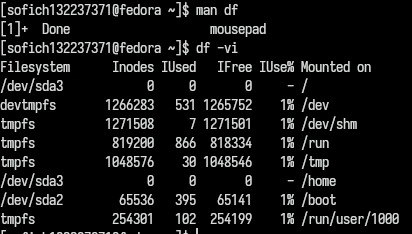 [sofich132237371@fedora ~]$ man df
[1]+  Done                    mousepad
[sofich132237371@fedora ~]$ df -vi
Filesystem      Inodes IUsed   IFree IUse% Mounted on
/dev/sda3            0     0       0     - /
devtmpfs       1266283   531 1265752    1% /dev
tmpfs          1271508     7 1271501    1% /dev/shm
tmpfs           819200   866  818334    1% /run
tmpfs          1048576    30 1048546    1% /tmp
/dev/sda3            0     0       0     - /home
/dev/sda2        65536   395   65141    1% /boot
tmpfs           254301   102  254199    1% /run/user/1000